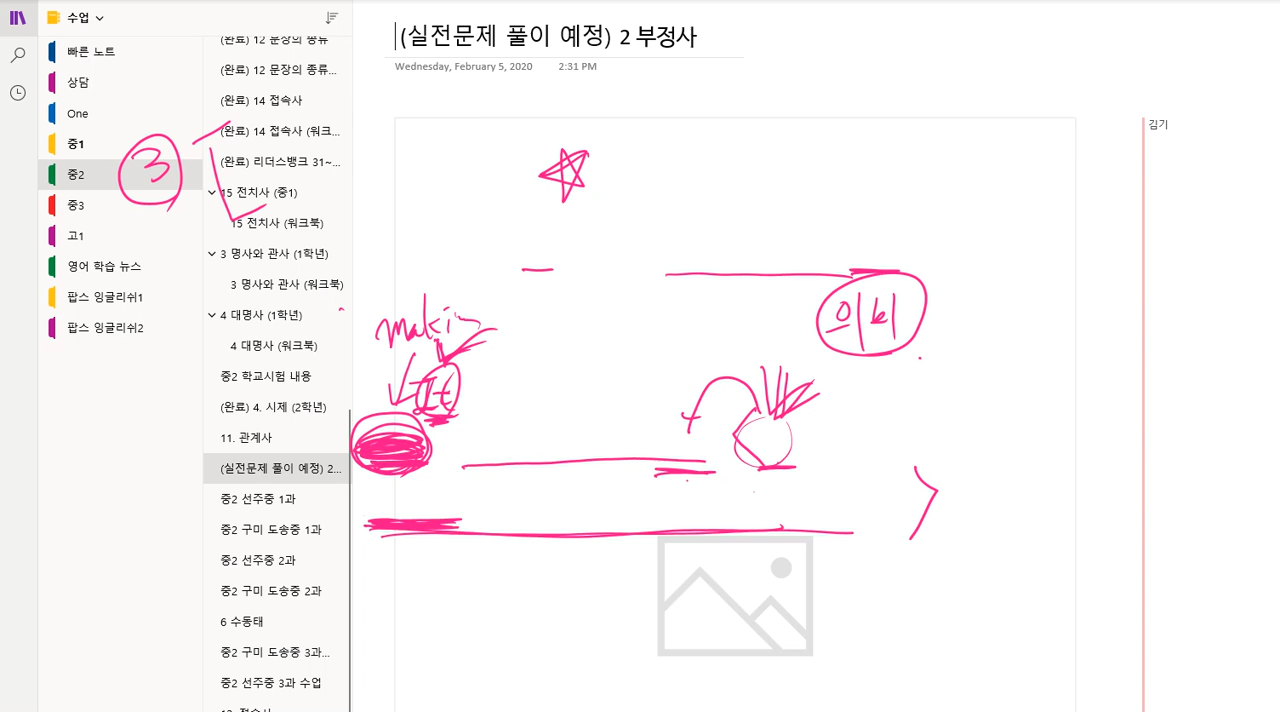 수업
빠른 노트
상담
One
중1
중2
중3
고1
영어 학습 뉴스
팝스 잉글리쉬1
팝스 잉글리쉬2
(완료) 12 문장의 종류
(완료) 12 문장의 종류...
(완료) 14 접속사
(완료) 14 접속사 (워크...
(완료) 리더스뱅크 31~...
15 전치사 (중1)
15 전치사 (워크북)
3 명사와 관사 (1학년)
3 명사와 관사 (워크북)
4 대명사 (1학년)
4 대명사 (워크북)
중2 학교시험 내용
(완료) 4. 시제 (2학년)
11. 관계사
(실전문제 풀이 예정) 2...
중2 선주중 1과
중2 구미 도송중 1과
중2 선주중 2과
중2 구미 도송중 2과
6 수동태
중2 구미 도송중 3과...
중2 선주중 3과 수업
(실전문제 풀이 예정) 2 부정사
Wednesday, February 5, 2020 2:31 PM
김기
3
making
It